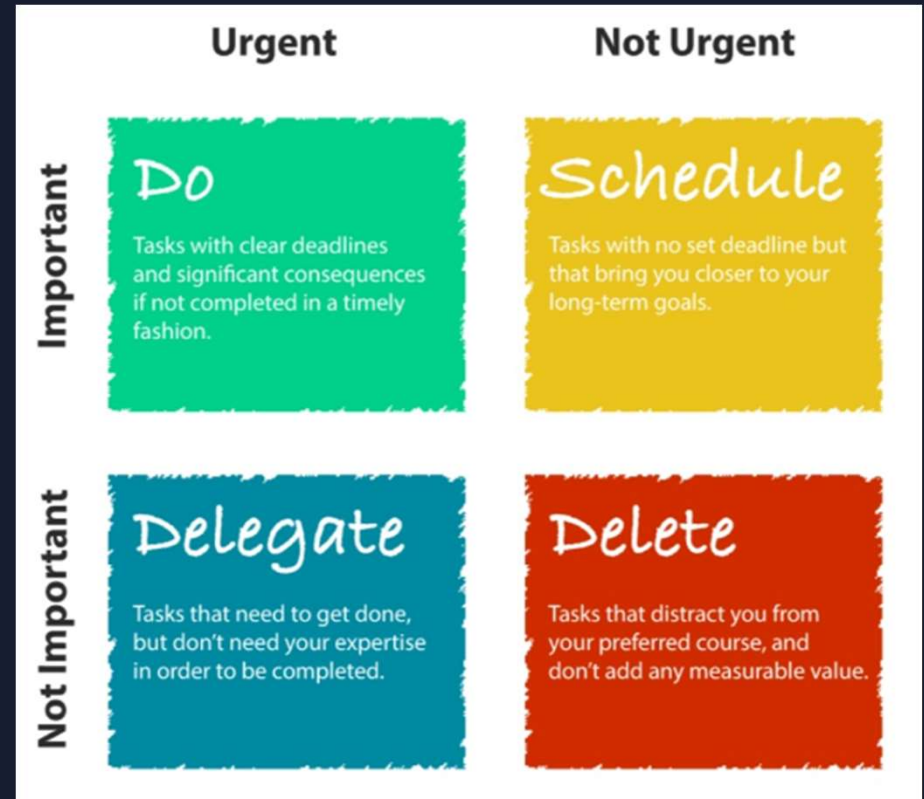 Urgent
Not Urgent
Important
Do
Tasks with clear deadlines
and significant consequences
if not completed in a timely
fashion.
Schedule
Tasks with no set deadline but
that bring you closer to your
long-term goals.
Not Important
Delegate
Tasks that need to get done,
but don’t need your expertise
in order to be completed.
Delete
Tasks that distract you from
your preferred course, and
don’t add any measurable value.